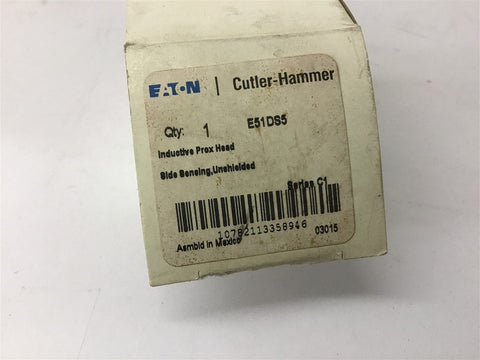 EATON | Cutler-Hammer
Qty: 1 E51DS5
Inductive Prox Head
Side Sensing,Unshielded
Series C1
10782113358946
Asmbld in Mexico 03015